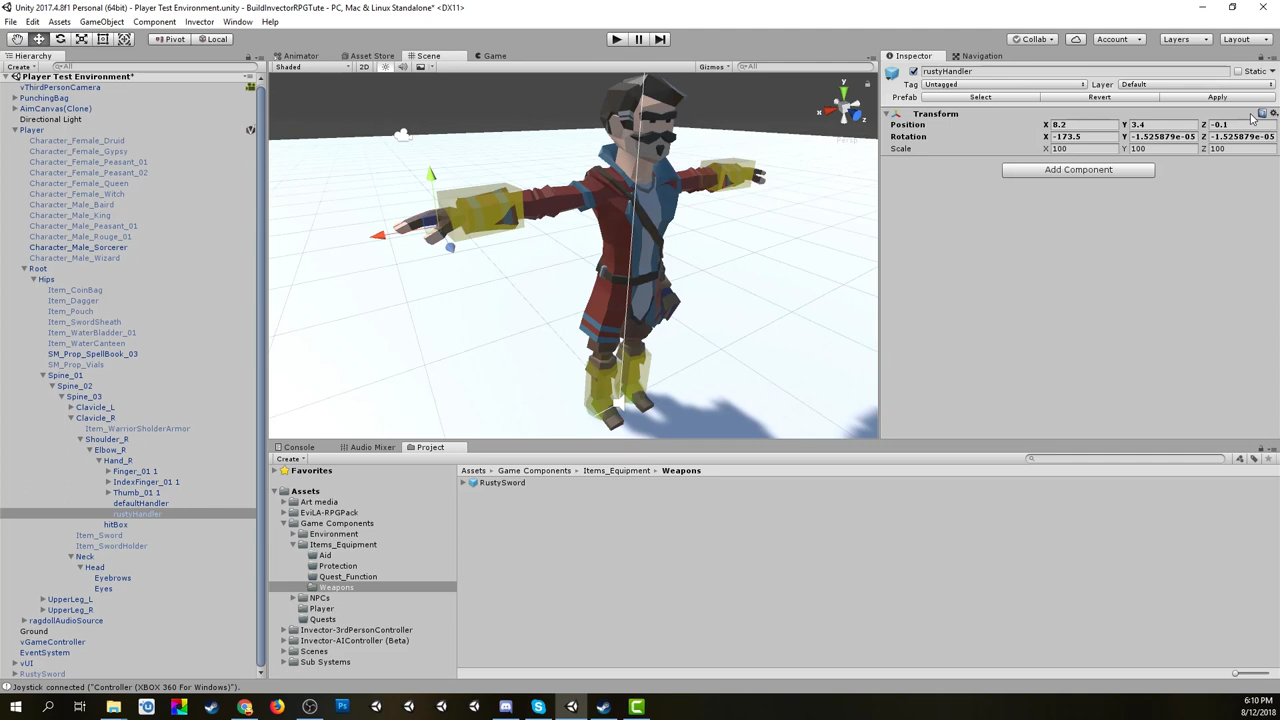 Unity 2017.4.8f1 Personal (64bit) - Player Test Environment.unity - BuildInvectorRPGTute - PC, Mac & Linux Standalone* <DX11>
File Edit Assets GameObject Component Invector Window Help
Pivot Local Collab Account Layers Layout
Hierarchy Animator Asset Store Scene Game Inspector Navigation
Create All Shaded 2D Gizmos All
Player Test Environment*
vThirdPersonCamera
PunchingBag
AimCanvas(Clone)
Directional Light
Player
Character_Female_Druid
Character_Female_Gypsy
Character_Female_Peasant_01
Character_Female_Peasant_02
Character_Female_Queen
Character_Female_Witch
Character_Male_Baird
Character_Male_King
Character_Male_Peasant_01
Character_Male_Rouge_01
Character_Male_Sorcerer
Character_Male_Wizard
Root
Hips
Item_CoinBag
Item_Dagger
Item_Pouch
Item_SwordSheath
Item_WaterBladder_01
Item_WaterCanteen
SM_Prop_SpellBook_03
SM_Prop_Vials
Spine_01
Spine_02
Spine_03
Clavicle_L
Clavicle_R
Item_WarriorSholderArmor
Shoulder_R
Elbow_R
Hand_R
Finger_01 1
IndexFinger_01 1
Thumb_01 1
defaultHandler
rustyHandler
hitBox
Item_Sword
Item_SwordHolder
Neck
Head
Eyebrows
Eyes
UpperLeg_L
UpperLeg_R
ragdollAudioSource
Ground
vGameController
EventSystem
vUI
RustySword
y
x
z
Persp
rustyHandler Static
Tag Untagged Layer Default
Prefab Select Revert Apply
Transform
Position X 8.2 Y 3.4 Z -0.1
Rotation X -173.5 Y -1.525879e-05 Z -1.525879e-05
Scale X 100 Y 100 Z 100
Add Component
Console Audio Mixer Project
Create
Favorites
Assets
Art media
EviLA-RPGPack
Game Components
Environment
Items_Equipment
Aid
Protection
Quest_Function
Weapons
NPCs
Player
Quests
Invector-3rdPersonController
Invector-AIController (Beta)
Scenes
Sub Systems
Assets Game Components Items_Equipment Weapons
RustySword
Joystick connected ("Controller (XBOX 360 For Windows)").
6:10 PM
8/12/2018